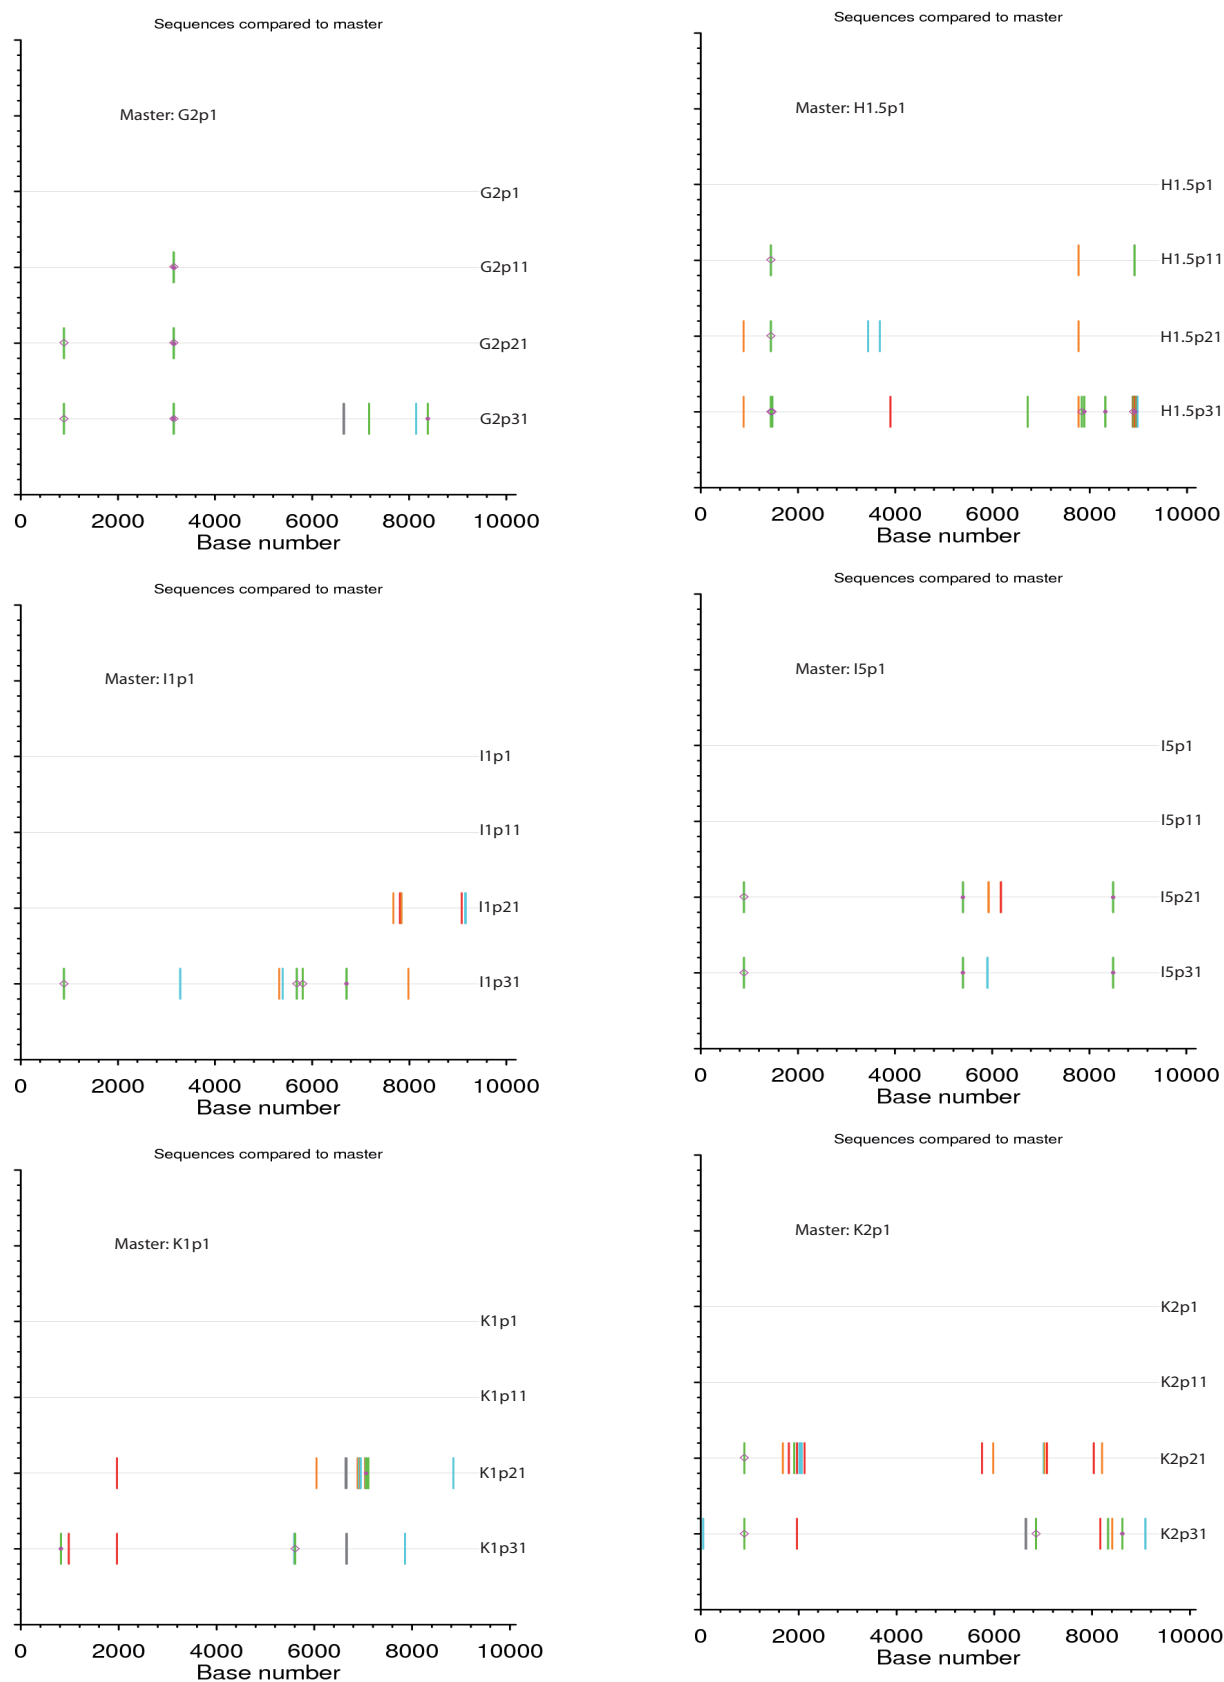 Sequences compared to master
Master: G2p1
G2p1
G2p11
G2p21
G2p31
0 2000 4000 6000 8000 10000
Base number
Sequences compared to master
Master: H1.5p1
H1.5p1
H1.5p11
H1.5p21
H1.5p31
0 2000 4000 6000 8000 10000
Base number
Sequences compared to master
Master: I1p1
I1p1
I1p11
I1p21
I1p31
0 2000 4000 6000 8000 10000
Base number
Sequences compared to master
Master: I5p1
I5p1
I5p11
I5p21
I5p31
0 2000 4000 6000 8000 10000
Base number
Sequences compared to master
Master: K1p1
K1p1
K1p11
K1p21
K1p31
0 2000 4000 6000 8000 10000
Base number
Sequences compared to master
Master: K2p1
K2p1
K2p11
K2p21
K2p31
0 2000 4000 6000 8000 10000
Base number